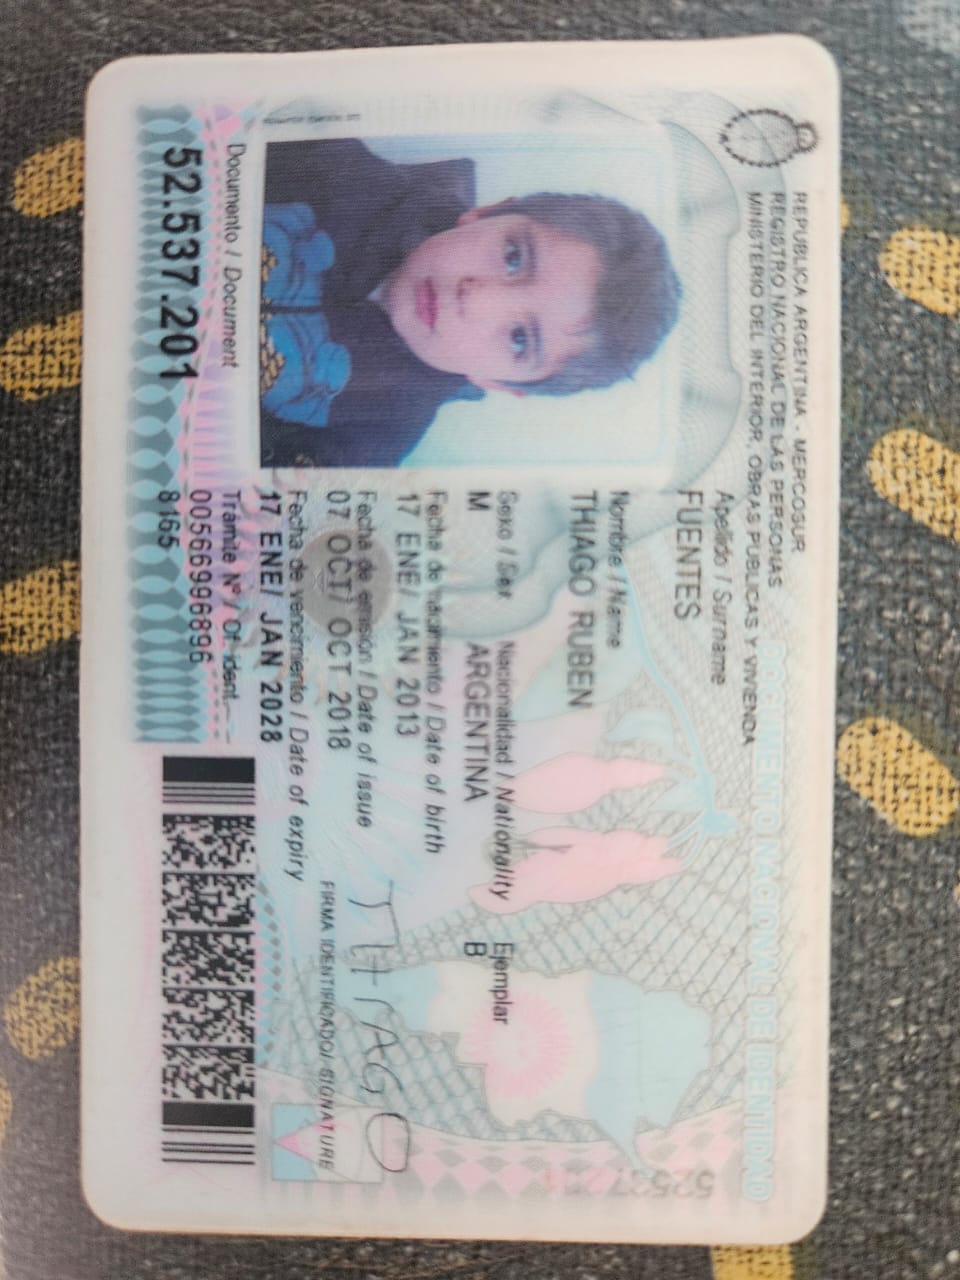 REPUBLICA ARGENTINA - MERCOSUR
REGISTRO NACIONAL DE LAS PERSONAS
MINISTERIO DEL INTERIOR, OBRAS PUBLICAS Y VIVIENDA
DOCUMENTO NACIONAL DE IDENTIDAD
Apellido / Surname
FUENTES
Nombre / Name
THIAGO RUBEN
Sexo / Sex Nacionalidad / Nationality Ejemplar
M ARGENTINA B
Fecha de nacimiento / Date of birth
17 ENE/ JAN 2013
Fecha de emisión / Date of issue
07 OCT/ OCT 2018
THIAGO
FIRMA IDENTIFICADO/ SIGNATURE
Fecha de vencimiento / Date of expiry
17 ENE/ JAN 2028
Documento / Document
52.537.201
Trámite Nº / Of. ident.
00566996896
8165